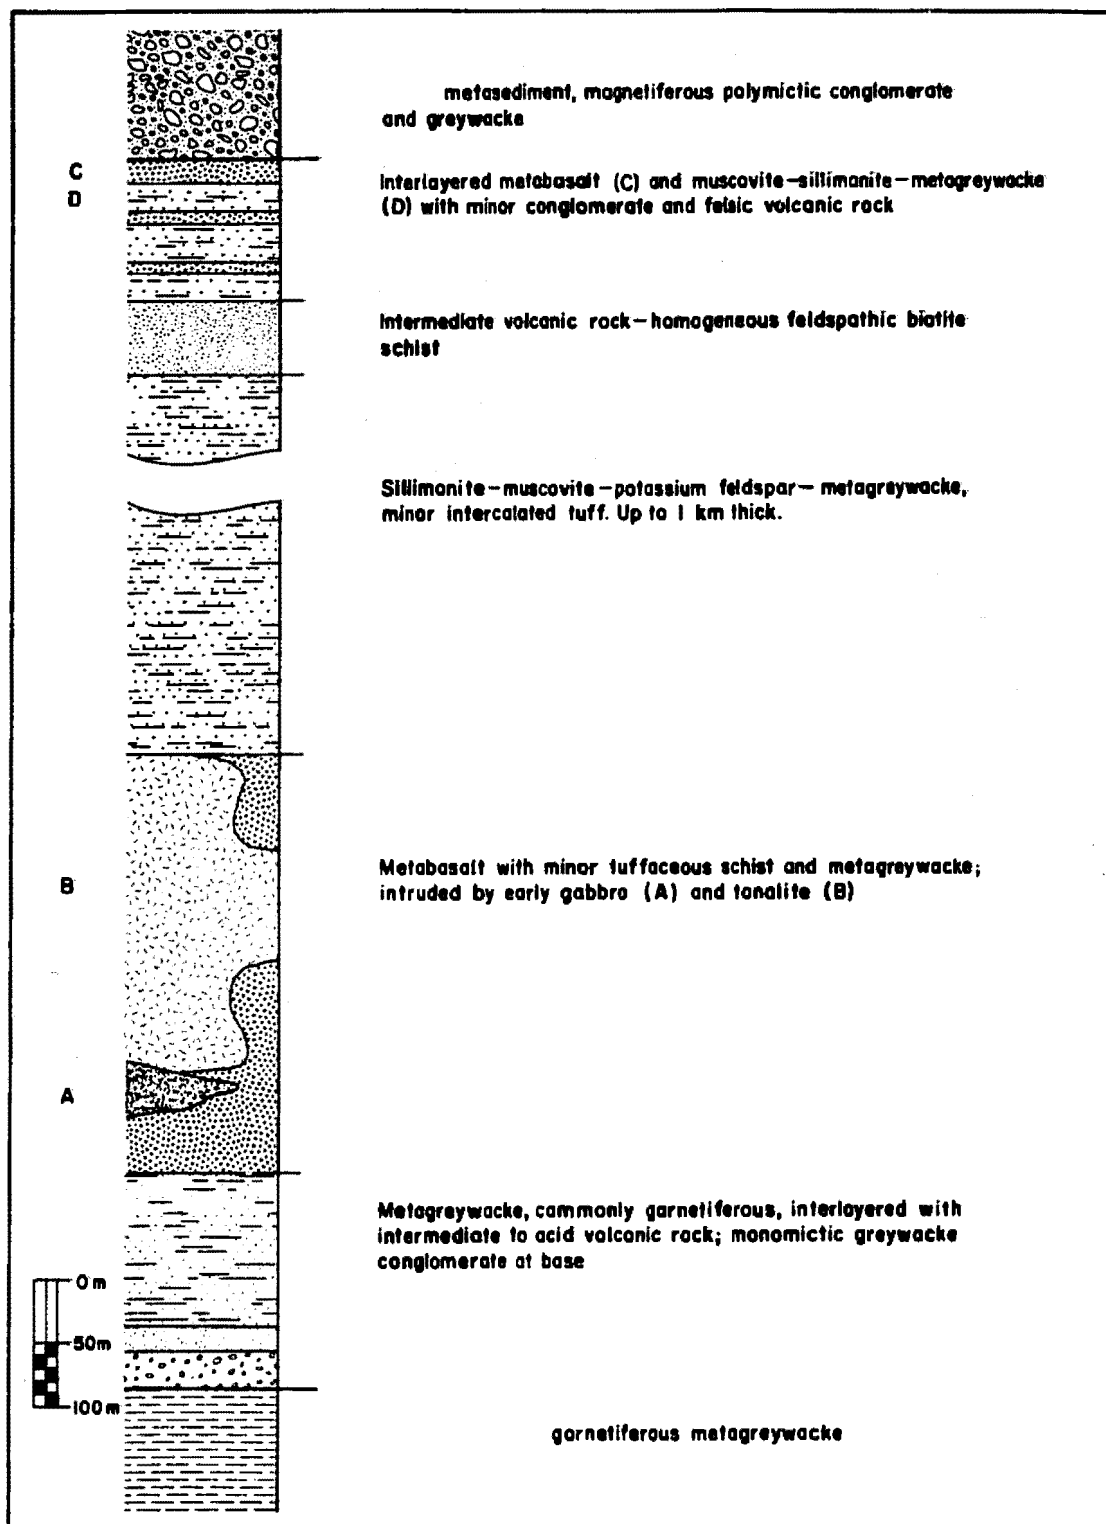 metasediment, magnetiferous polymictic conglomerate
and greywacke
C
D
Interlayered metabasalt (C) and muscovite-sillimanite-metagreywacke
(D) with minor conglomerate and felsic volcanic rock
Intermediate volcanic rock-homogeneous feldspathic biotite
schist
Sillimanite-muscovite-potassium feldspar-metagreywacke,
minor intercalated tuff. Up to 1 km thick.
B
Metabasalt with minor tuffaceous schist and metagreywacke;
intruded by early gabbro (A) and tonalite (B)
A
Metagreywacke, commonly garnetiferous, interlayered with
intermediate to acid volcanic rock; monomictic greywacke
conglomerate at base
0m
50m
100m
garnetiferous metagreywacke